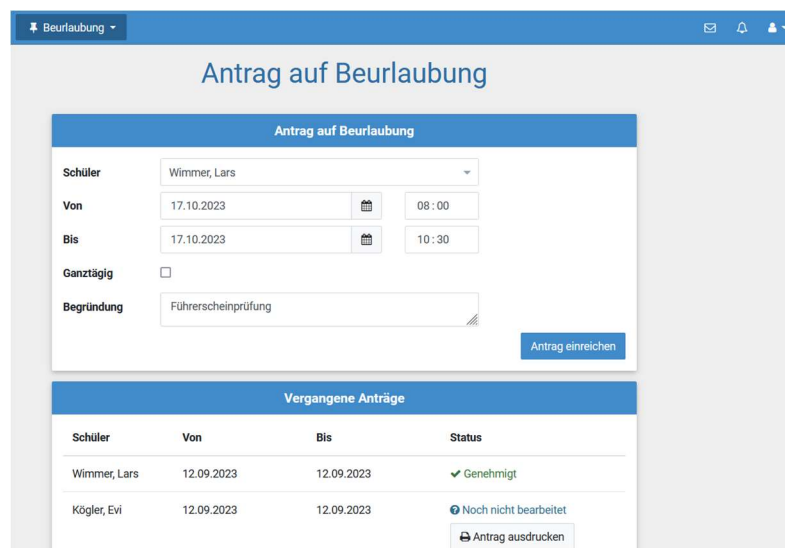 Beurlaubung
Antrag auf Beurlaubung
Antrag auf Beurlaubung
Schüler Wimmer, Lars
Von 17.10.2023 08:00
Bis 17.10.2023 10:30
Ganztägig
Begründung Führerscheinprüfung
Antrag einreichen
Vergangene Anträge
Schüler Von Bis Status
Wimmer, Lars 12.09.2023 12.09.2023 Genehmigt
Kögler, Evi 12.09.2023 12.09.2023 Noch nicht bearbeitet
Antrag ausdrucken